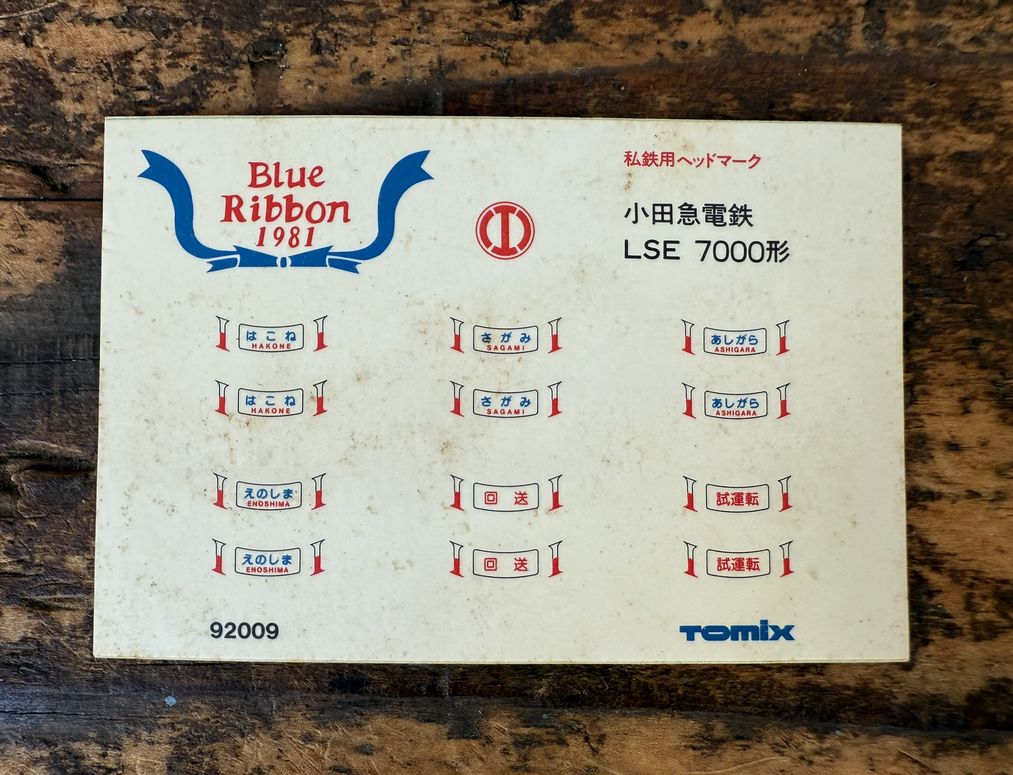 Blue
Ribbon
1981
私鉄用ヘッドマーク
小田急電鉄
LSE 7000形
はこね
HAKONE
さがみ
SAGAMI
あしがら
ASHIGARA
はこね
HAKONE
さがみ
SAGAMI
あしがら
ASHIGARA
えのしま
ENOSHIMA
回送
試運転
えのしま
ENOSHIMA
回送
試運転
92009
TOMIX